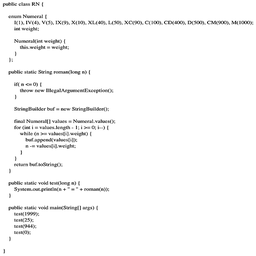 public class RN {
enum Numeral {
I(1), IV(4), V(5), IX(9), X(10), XL(40), L(50), XC(90), C(100), CD(400), D(500), CM(900), M(1000);
int weight;
Numeral(int weight) {
this.weight = weight;
}
};
public static String roman(long n) {
if( n <= 0) {
throw new IllegalArgumentException();
}
StringBuilder buf = new StringBuilder();
final Numeral[] values = Numeral.values();
for (int i = values.length - 1; i >= 0; i--) {
while (n >= values[i].weight) {
buf.append(values[i]);
n -= values[i].weight;
}
}
return buf.toString();
}
public static void test(long n) {
System.out.println(n + " = " + roman(n));
}
public static void main(String[] args) {
test(1999);
test(25);
test(944);
test(0);
}
}